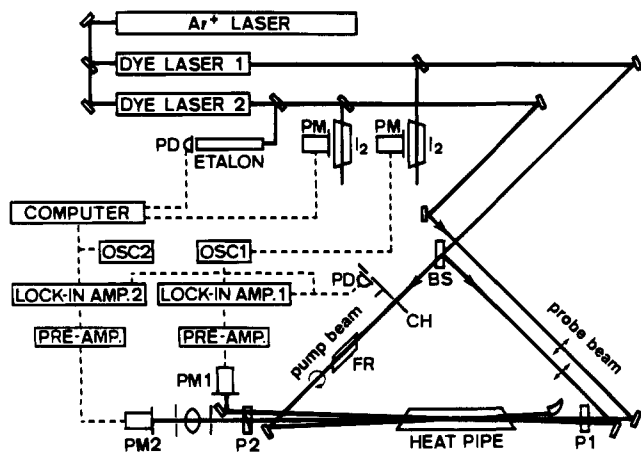 Ar+ LASER
DYE LASER 1
DYE LASER 2
PD
ETALON
PM
I2
PM
I2
COMPUTER
OSC2
OSC1
PD
BS
LOCK-IN AMP.2
LOCK-IN AMP.1
CH
PRE-AMP.
PRE-AMP.
pump beam
FR
probe beam
PM1
PM2
P2
HEAT PIPE
P1